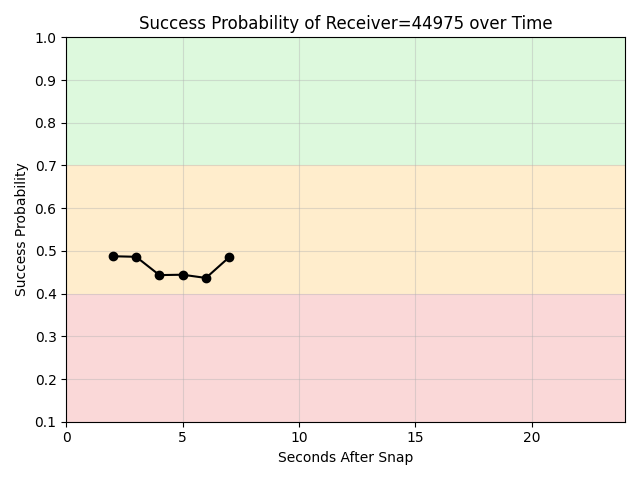 Success Probability of Receiver=44975 over Time
1.0
0.9
0.8
0.7
0.6
0.5
0.4
0.3
0.2
0.1
Success Probability
0 5 10 15 20
Seconds After Snap